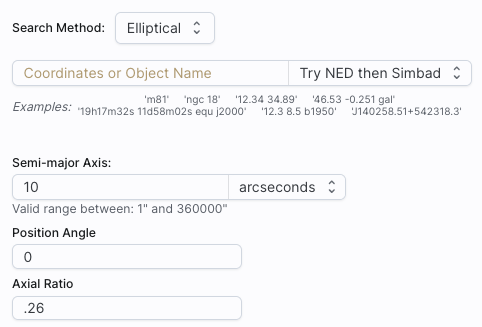 Search Method: Elliptical
Coordinates or Object Name Try NED then Simbad
Examples: 'm81' 'ngc 18' '12.34 34.89' '46.53 -0.251 gal'
'19h17m32s 11d58m02s equ j2000' '12.3 8.5 b1950' 'J140258.51+542318.3'
Semi-major Axis:
10 arcseconds
Valid range between: 1" and 360000"
Position Angle
0
Axial Ratio
.26